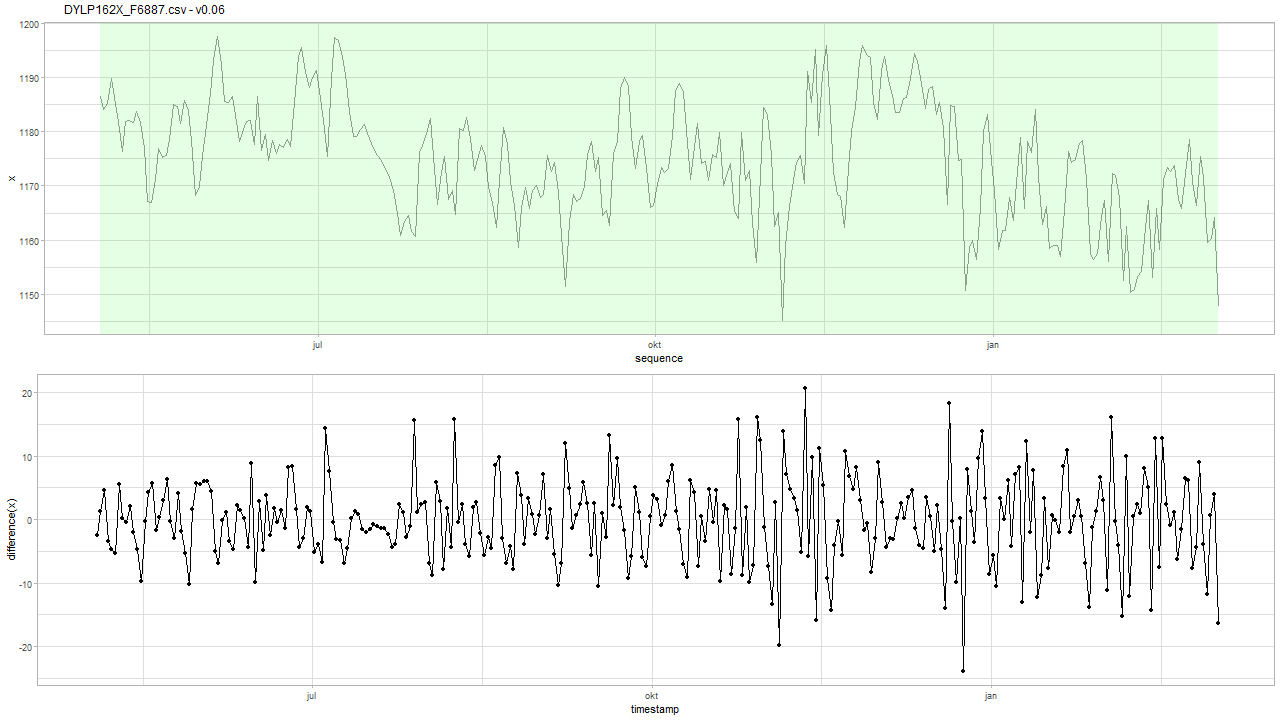 DYLP162X_F6887.csv - v0.06
1200
1190
1180
1170
1160
1150
x
jul
okt
jan
sequence
20
10
0
-10
-20
difference(x)
jul
okt
jan
timestamp